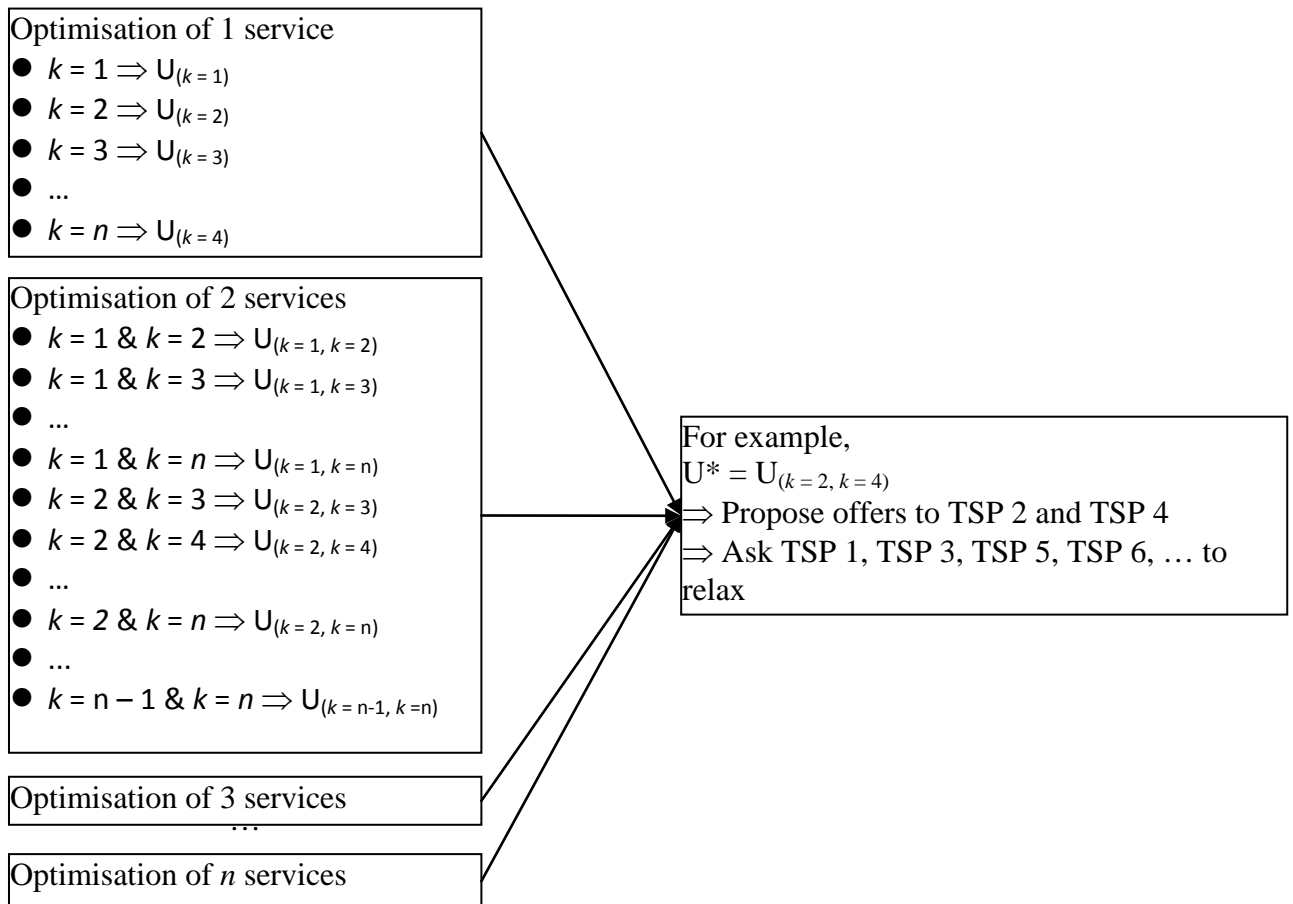 Optimisation of 1 service
● k = 1 ⇒ U(k = 1)
● k = 2 ⇒ U(k = 2)
● k = 3 ⇒ U(k = 3)
● ...
● k = n ⇒ U(k = 4)
Optimisation of 2 services
● k = 1 & k = 2 ⇒ U(k = 1, k = 2)
● k = 1 & k = 3 ⇒ U(k = 1, k = 3)
● ...
● k = 1 & k = n ⇒ U(k = 1, k = n)
● k = 2 & k = 3 ⇒ U(k = 2, k = 3)
● k = 2 & k = 4 ⇒ U(k = 2, k = 4)
● ...
● k = 2 & k = n ⇒ U(k = 2, k = n)
● ...
● k = n – 1 & k = n ⇒ U(k = n-1, k =n)
Optimisation of 3 services
…
Optimisation of n services
For example,
U* = U(k = 2, k = 4)
⇒ Propose offers to TSP 2 and TSP 4
⇒ Ask TSP 1, TSP 3, TSP 5, TSP 6, … to
relax